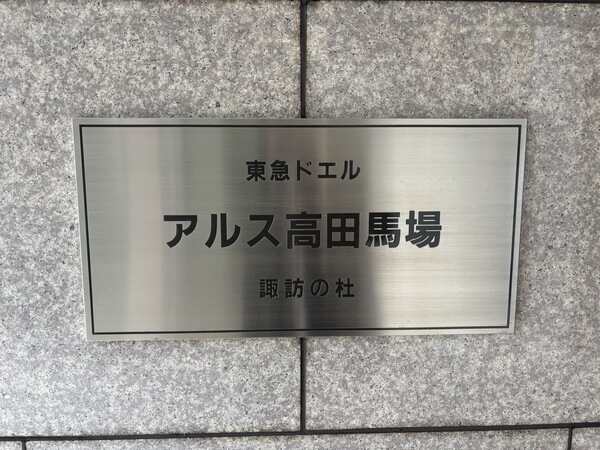 東急ドエル
アルス高田馬場
諏訪の杜